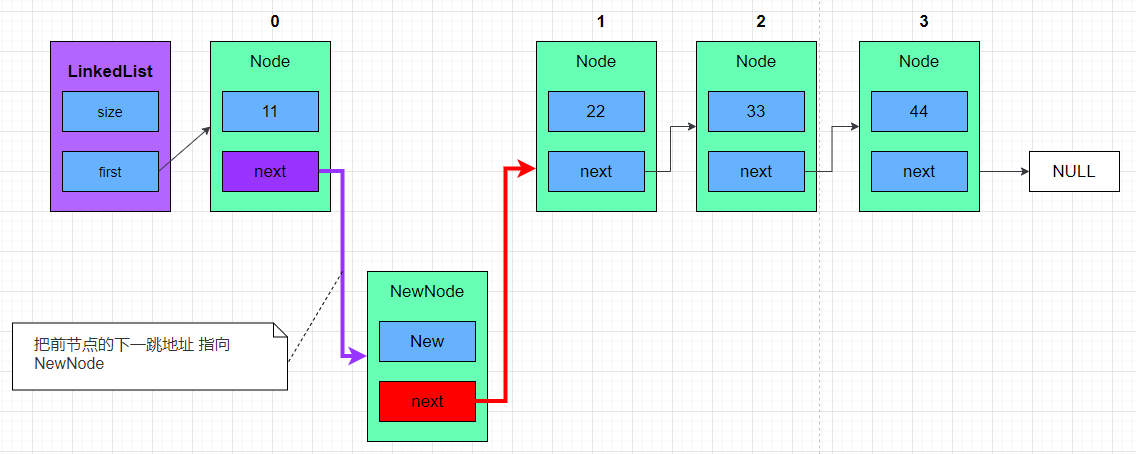 0
1
2
3
LinkedList
size
first
Node
11
next
Node
22
next
Node
33
next
Node
44
next
NULL
NewNode
New
next
把前节点的下一跳地址 指向
NewNode